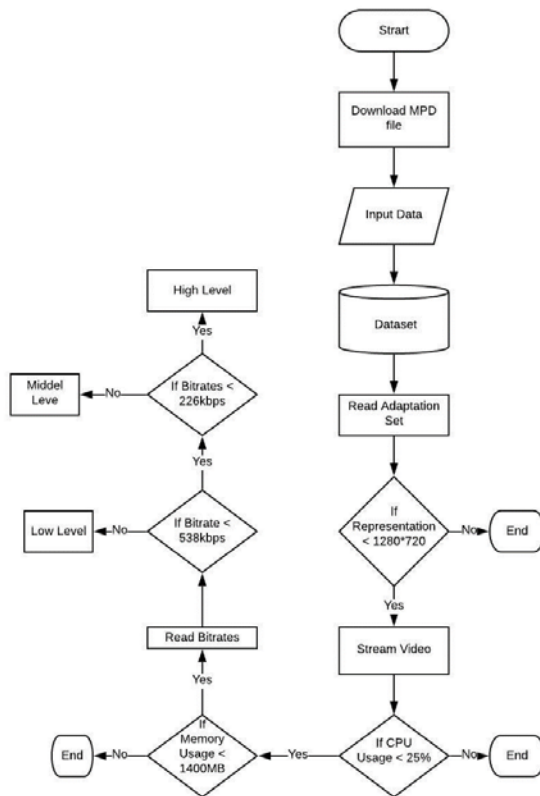 Strart
Download MPD
file
Input Data
Dataset
Read Adaptation
Set
If
Representation
< 1280*720
No
End
Yes
Stream Video
If CPU
Usage < 25%
No
End
Yes
If
Memory
Usage <
1400MB
No
End
Yes
Read Bitrates
If Bitrate <
538kbps
No
Low Level
Yes
If Bitrates <
226kbps
No
Middel
Leve
Yes
High Level